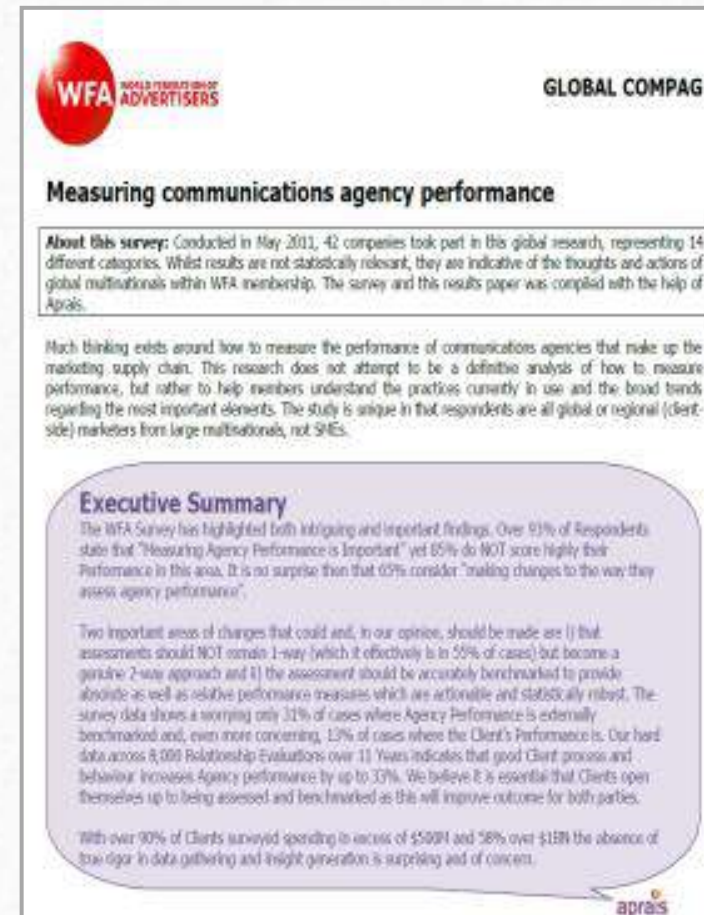 WFA WORLD FEDERATION OF
ADVERTISERS
GLOBAL COMPAG
Measuring communications agency performance
About this survey: Conducted in May 2011, 42 companies took part in this global research, representing 14
different categories. Whilst results are not statistically relevant, they are indicative of the thoughts and actions of
global multinationals within WFA membership. The survey and this results paper was compiled with the help of
Aprais.
Much thinking exists around how to measure the performance of communications agencies that make up the
marketing supply chain. This research does not attempt to be a definitive analysis of how to measure
performance, but rather to help members understand the practices currently in use and the broad trends
regarding the most important elements. The study is unique in that respondents are all global or regional (client-
side) marketers from large multinationals, not SMEs.
Executive Summary
The WFA Survey has highlighted both intriguing and important findings. Over 93% of Respondents
state that "Measuring Agency Performance is Important" yet 65% do NOT score highly their
Performance in this area. It is no surprise then that 65% consider "making changes to the way they
assess agency performance".
Two important areas of changes that could and, in our opinion, should be made are i) that
assessments should NOT remain 1-way (which it effectively is in 55% of cases) but become a
genuine 2-way approach and ii) the assessment should be accurately benchmarked to provide
absolute as well as relative performance measures which are actionable and statistically robust. The
survey data shows a worrying only 31% of cases where Agency Performance is externally
benchmarked and, even more concerning, 13% of cases where the Client's Performance is. Our hard
data across 8,000 Relationship Evaluations over 11 Years indicates that good Client process and
behaviour increases Agency performance by up to 33%. We believe it is essential that Clients open
themselves up to being assessed and benchmarked as this will improve outcome for both parties.
With over 90% of Clients surveyed spending in excess of $500M and 58% over $1BN the absence of
true rigor in data gathering and insight generation is surprising and of concern.
aprais